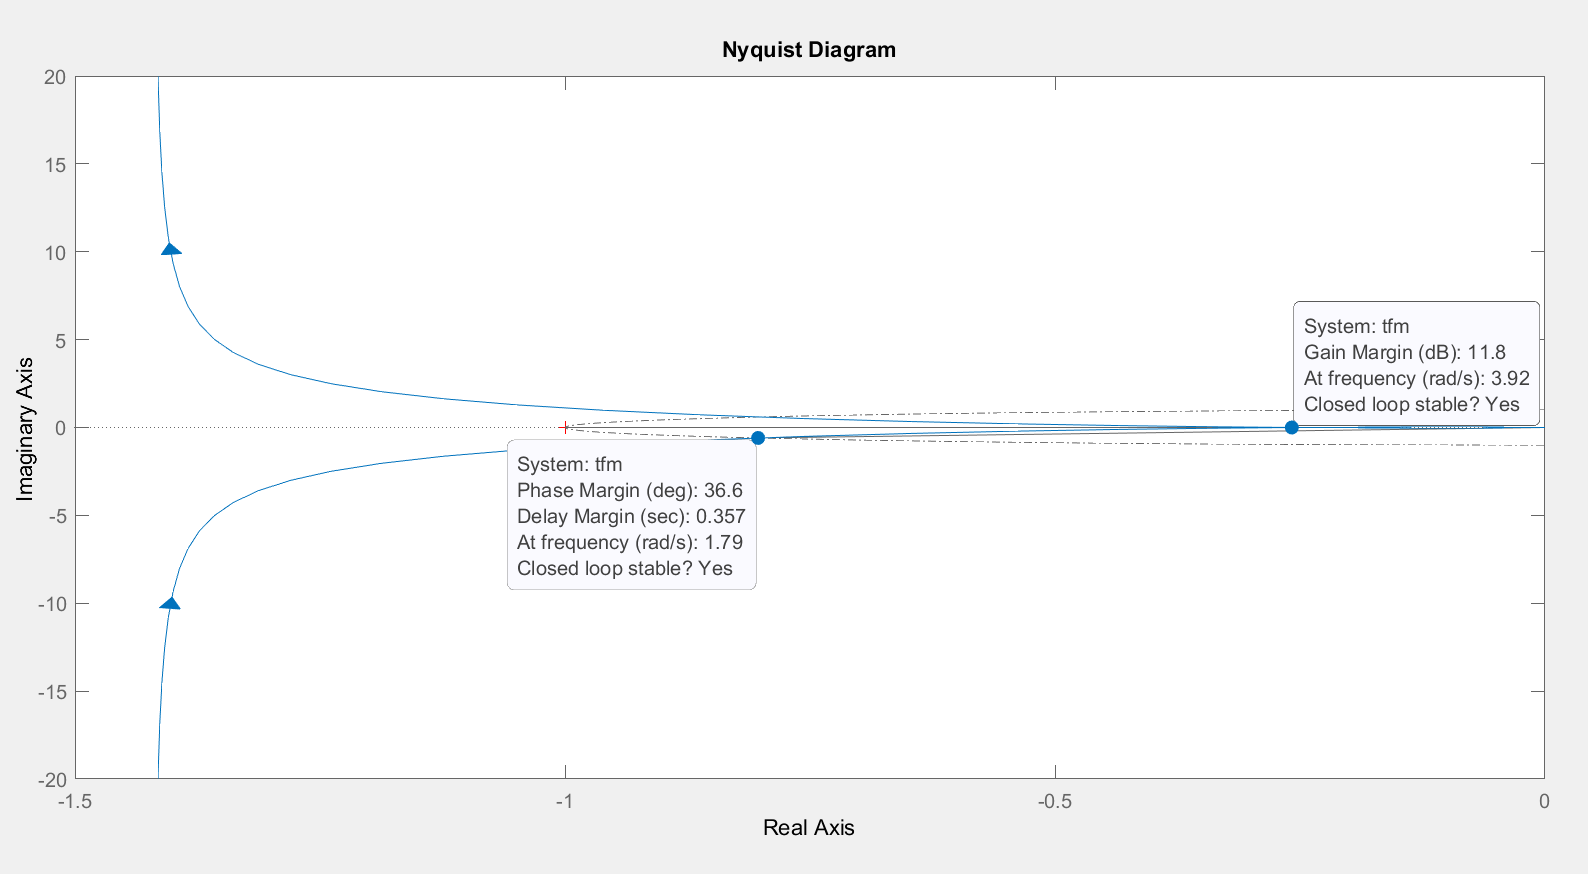 Nyquist Diagram
20
15
10
5
0
-5
-10
-15
-20
Imaginary Axis
System: tfm
Gain Margin (dB): 11.8
At frequency (rad/s): 3.92
Closed loop stable? Yes
System: tfm
Phase Margin (deg): 36.6
Delay Margin (sec): 0.357
At frequency (rad/s): 1.79
Closed loop stable? Yes
-1.5
-1
-0.5
0
Real Axis